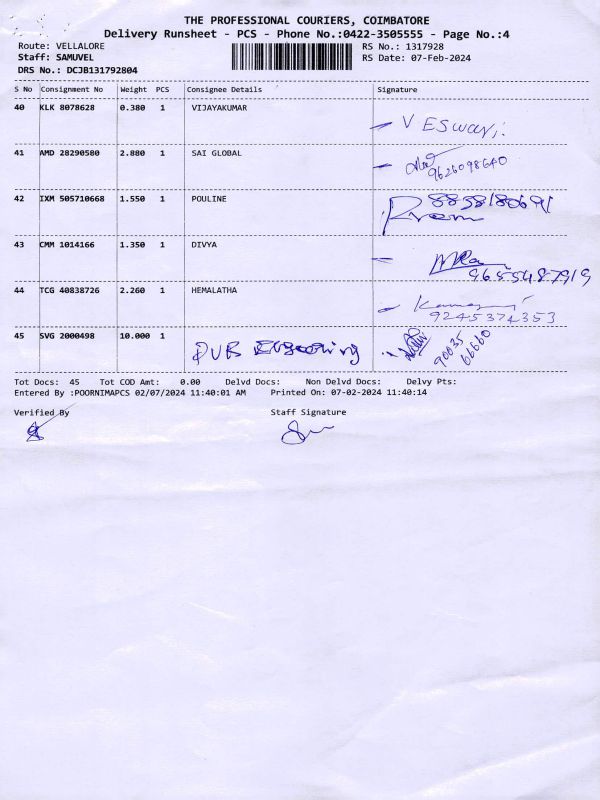 THE PROFESSIONAL COURIERS, COIMBATORE
Delivery Runsheet - PCS - Phone No.:0422-3505555 - Page No.:4
Route: VELLALORE RS No.: 1317928
Staff: SAMUVEL RS Date: 07-Feb-2024
DRS No.: DCJB131792804
S No Consignment No Weight PCS Consignee Details Signature
40 KLK 8078628 0.380 1 VIJAYAKUMAR
V ESWARI.
41 AMD 28290580 2.880 1 SAI GLOBAL
9626098640
42 IXM 505710668 1.550 1 POULINE 8838180691
43 CMM 1014166 1.350 1 DIVYA
9655487919
44 TCG 40838726 2.260 1 HEMALATHA
9245374353
45 SVG 2000498 10.000 1
90035
66660
Tot Docs: 45 Tot COD Amt: 0.00 Delvd Docs: Non Delvd Docs: Delvy Pts:
Entered By :POORNIMAPCS 02/07/2024 11:40:01 AM Printed On: 07-02-2024 11:40:14
Verified By Staff Signature